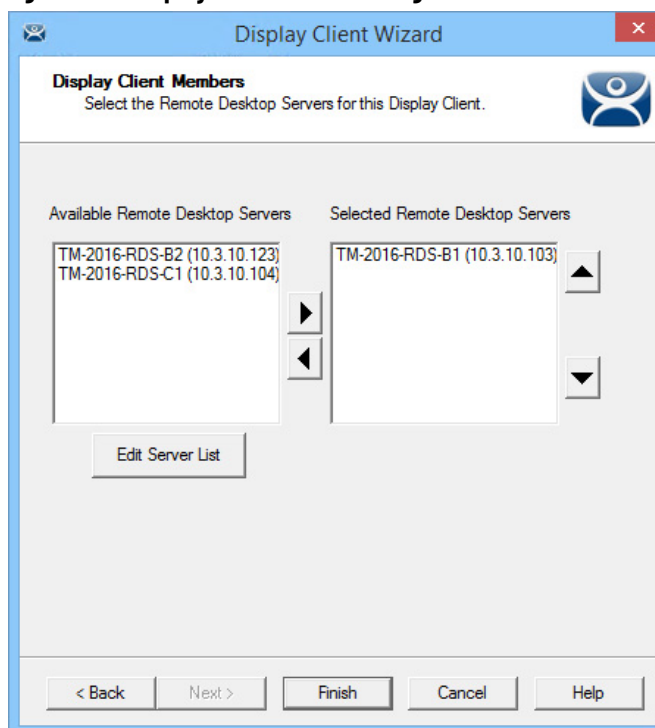 Display Client Wizard
Display Client Members
Select the Remote Desktop Servers for this Display Client.
Available Remote Desktop Servers
Selected Remote Desktop Servers
TM-2016-RDS-B2 (10.3.10.123)
TM-2016-RDS-C1 (10.3.10.104)
TM-2016-RDS-B1 (10.3.10.103)
Edit Server List
< Back
Next >
Finish
Cancel
Help